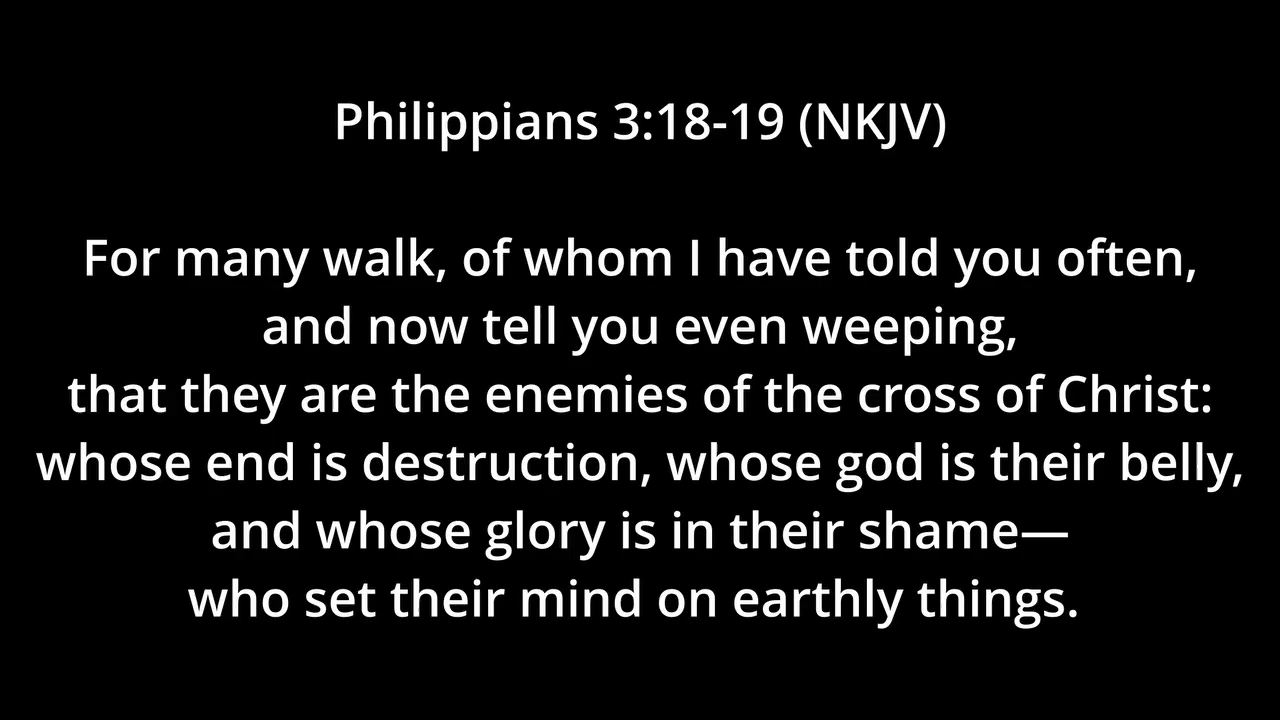 Philippians 3:18-19 (NKJV)
For many walk, of whom I have told you often,
and now tell you even weeping,
that they are the enemies of the cross of Christ:
whose end is destruction, whose god is their belly,
and whose glory is in their shame—
who set their mind on earthly things.